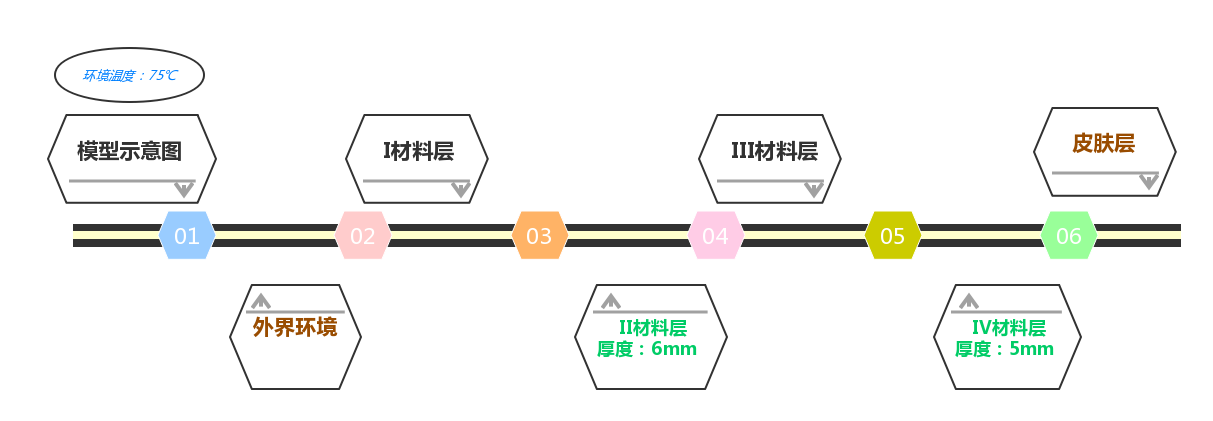 环境温度：75℃
模型示意图
I材料层
III材料层
皮肤层
01
02
03
04
05
06
外界环境
II材料层
厚度：6mm
IV材料层
厚度：5mm